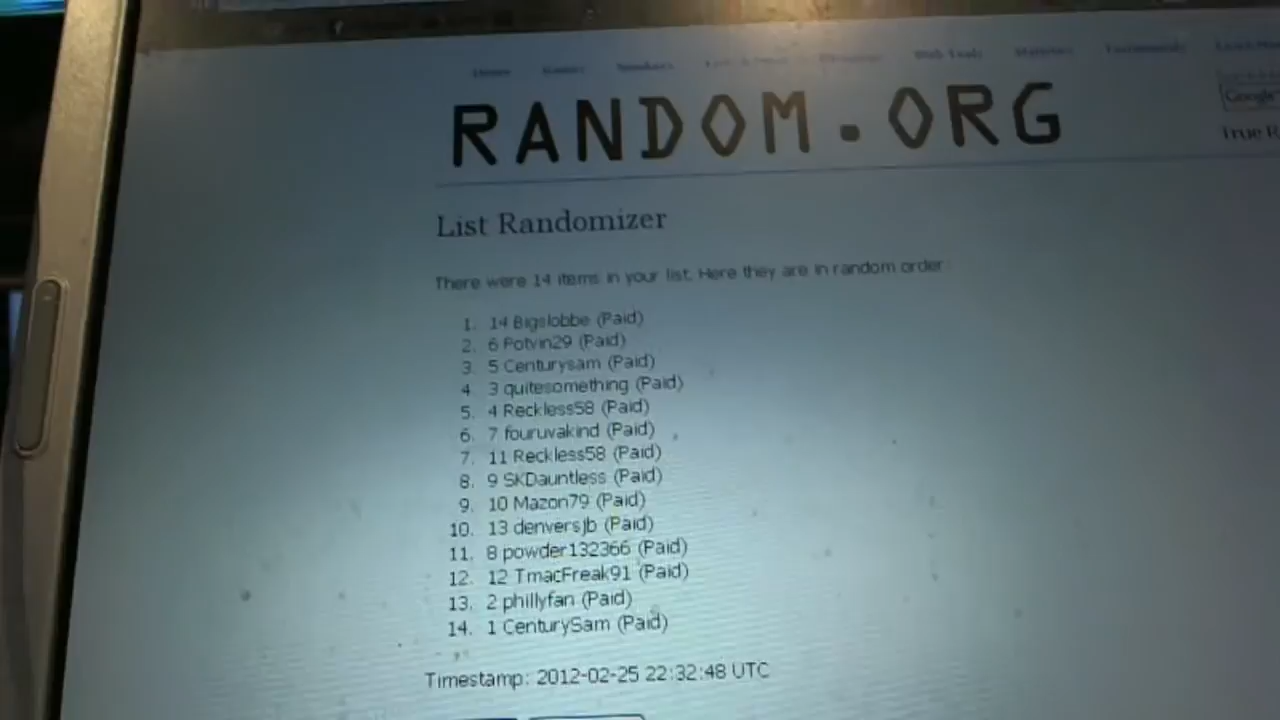 RANDOM.ORG
Google
True R
List Randomizer
There were 14 items in your list. Here they are in random order
1. 14 Bigslobbe (Paid)
2. 6 Potvin29 (Paid)
3. 5 Centurysam (Paid)
4. 3 quitesomething (Paid)
5. 4 Reckless58 (Paid)
6. 7 fouruvakind (Paid)
7. 11 Reckless58 (Paid)
8. 9 SKDauntless (Paid)
9. 10 Mazon79 (Paid)
10. 13 denversjb (Paid)
11. 8 powder132366 (Paid)
12. 12 TmacFreak91 (Paid)
13. 2 phillyfan (Paid)
14. 1 CenturySam (Paid)
Timestamp: 2012-02-25 22:32:48 UTC